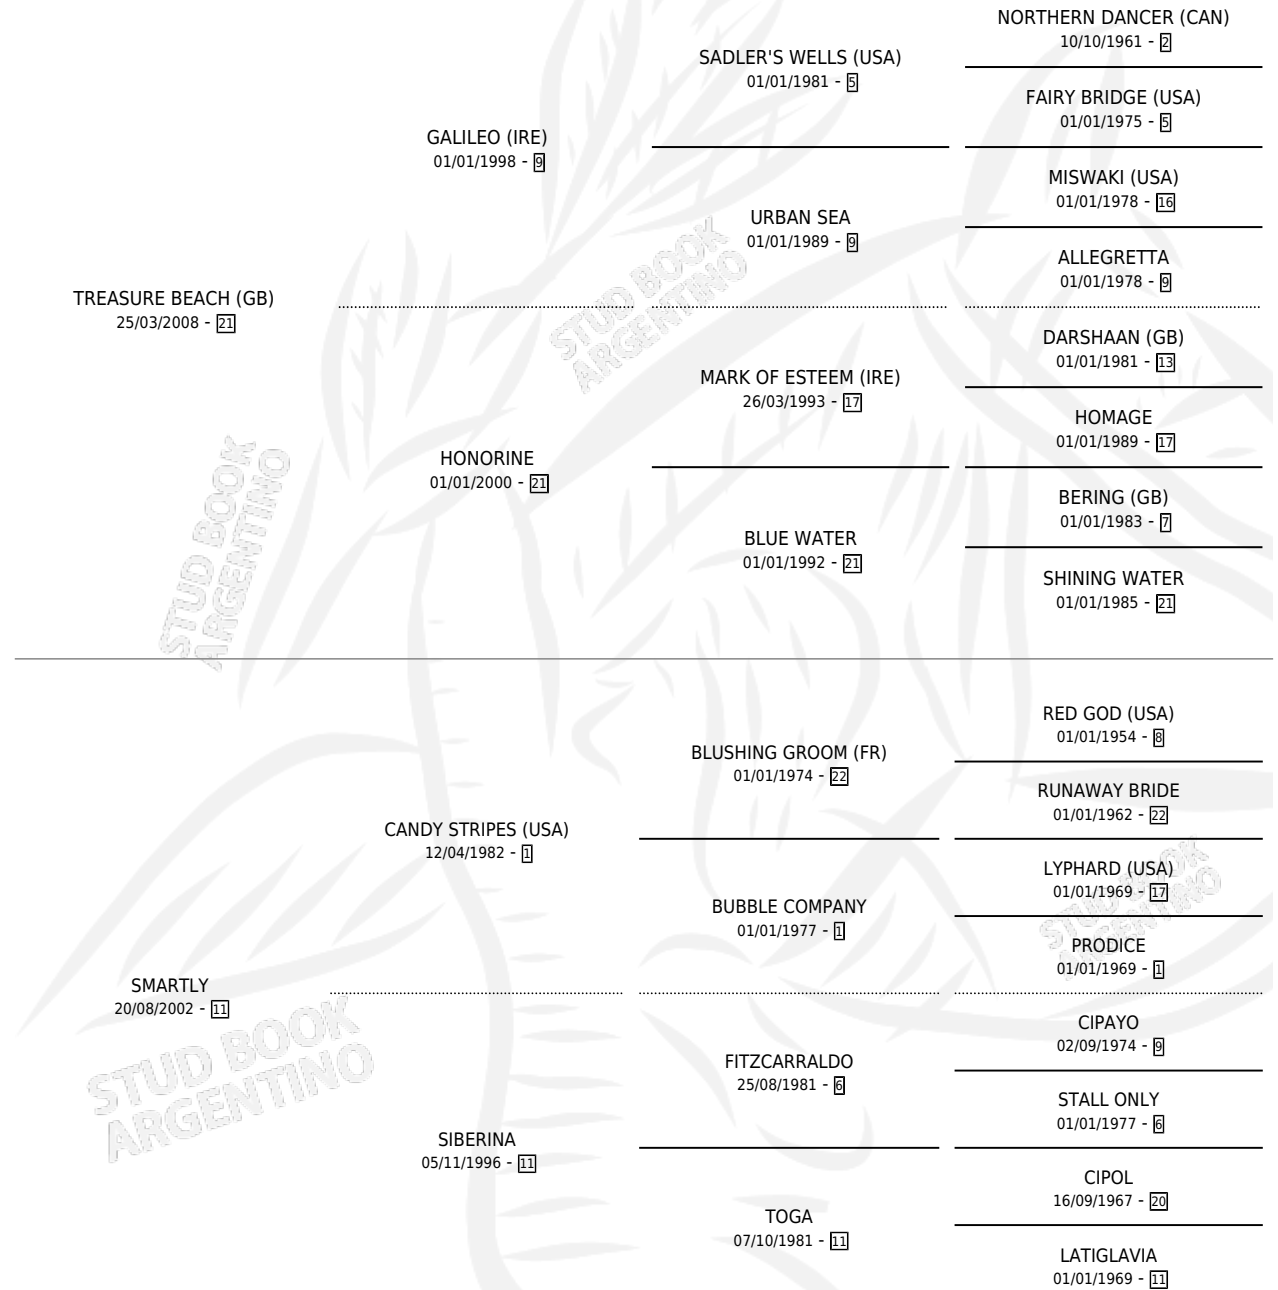 NORTHERN DANCER (CAN)
10/10/1961 - 2
SADLER'S WELLS (USA)
01/01/1981 - 5
FAIRY BRIDGE (USA)
01/01/1975 - 5
GALILEO (IRE)
01/01/1998 - 9
MISWAKI (USA)
01/01/1978 - 16
URBAN SEA
01/01/1989 - 9
ALLEGRETTA
01/01/1978 - 9
TREASURE BEACH (GB)
25/03/2008 - 21
DARSHAAN (GB)
01/01/1981 - 13
MARK OF ESTEEM (IRE)
26/03/1993 - 17
HOMAGE
01/01/1989 - 17
HONORINE
01/01/2000 - 21
BERING (GB)
01/01/1983 - 7
BLUE WATER
01/01/1992 - 21
SHINING WATER
01/01/1985 - 21
RED GOD (USA)
01/01/1954 - 8
BLUSHING GROOM (FR)
01/01/1974 - 22
RUNAWAY BRIDE
01/01/1962 - 22
CANDY STRIPES (USA)
12/04/1982 - 1
LYPHARD (USA)
01/01/1969 - 17
BUBBLE COMPANY
01/01/1977 - 1
PRODICE
01/01/1969 - 1
SMARTLY
20/08/2002 - 11
CIPAYO
02/09/1974 - 9
FITZCARRALDO
25/08/1981 - 6
STALL ONLY
01/01/1977 - 6
SIBERINA
05/11/1996 - 11
CIPOL
16/09/1967 - 20
TOGA
07/10/1981 - 11
LATIGLAVIA
01/01/1969 - 11
STUD BOOK
ARGENTINO
STUD BOOK
ARGENTINO
STUD BOOK
ARGENTINO
STUD BOOK
ARGENTINO